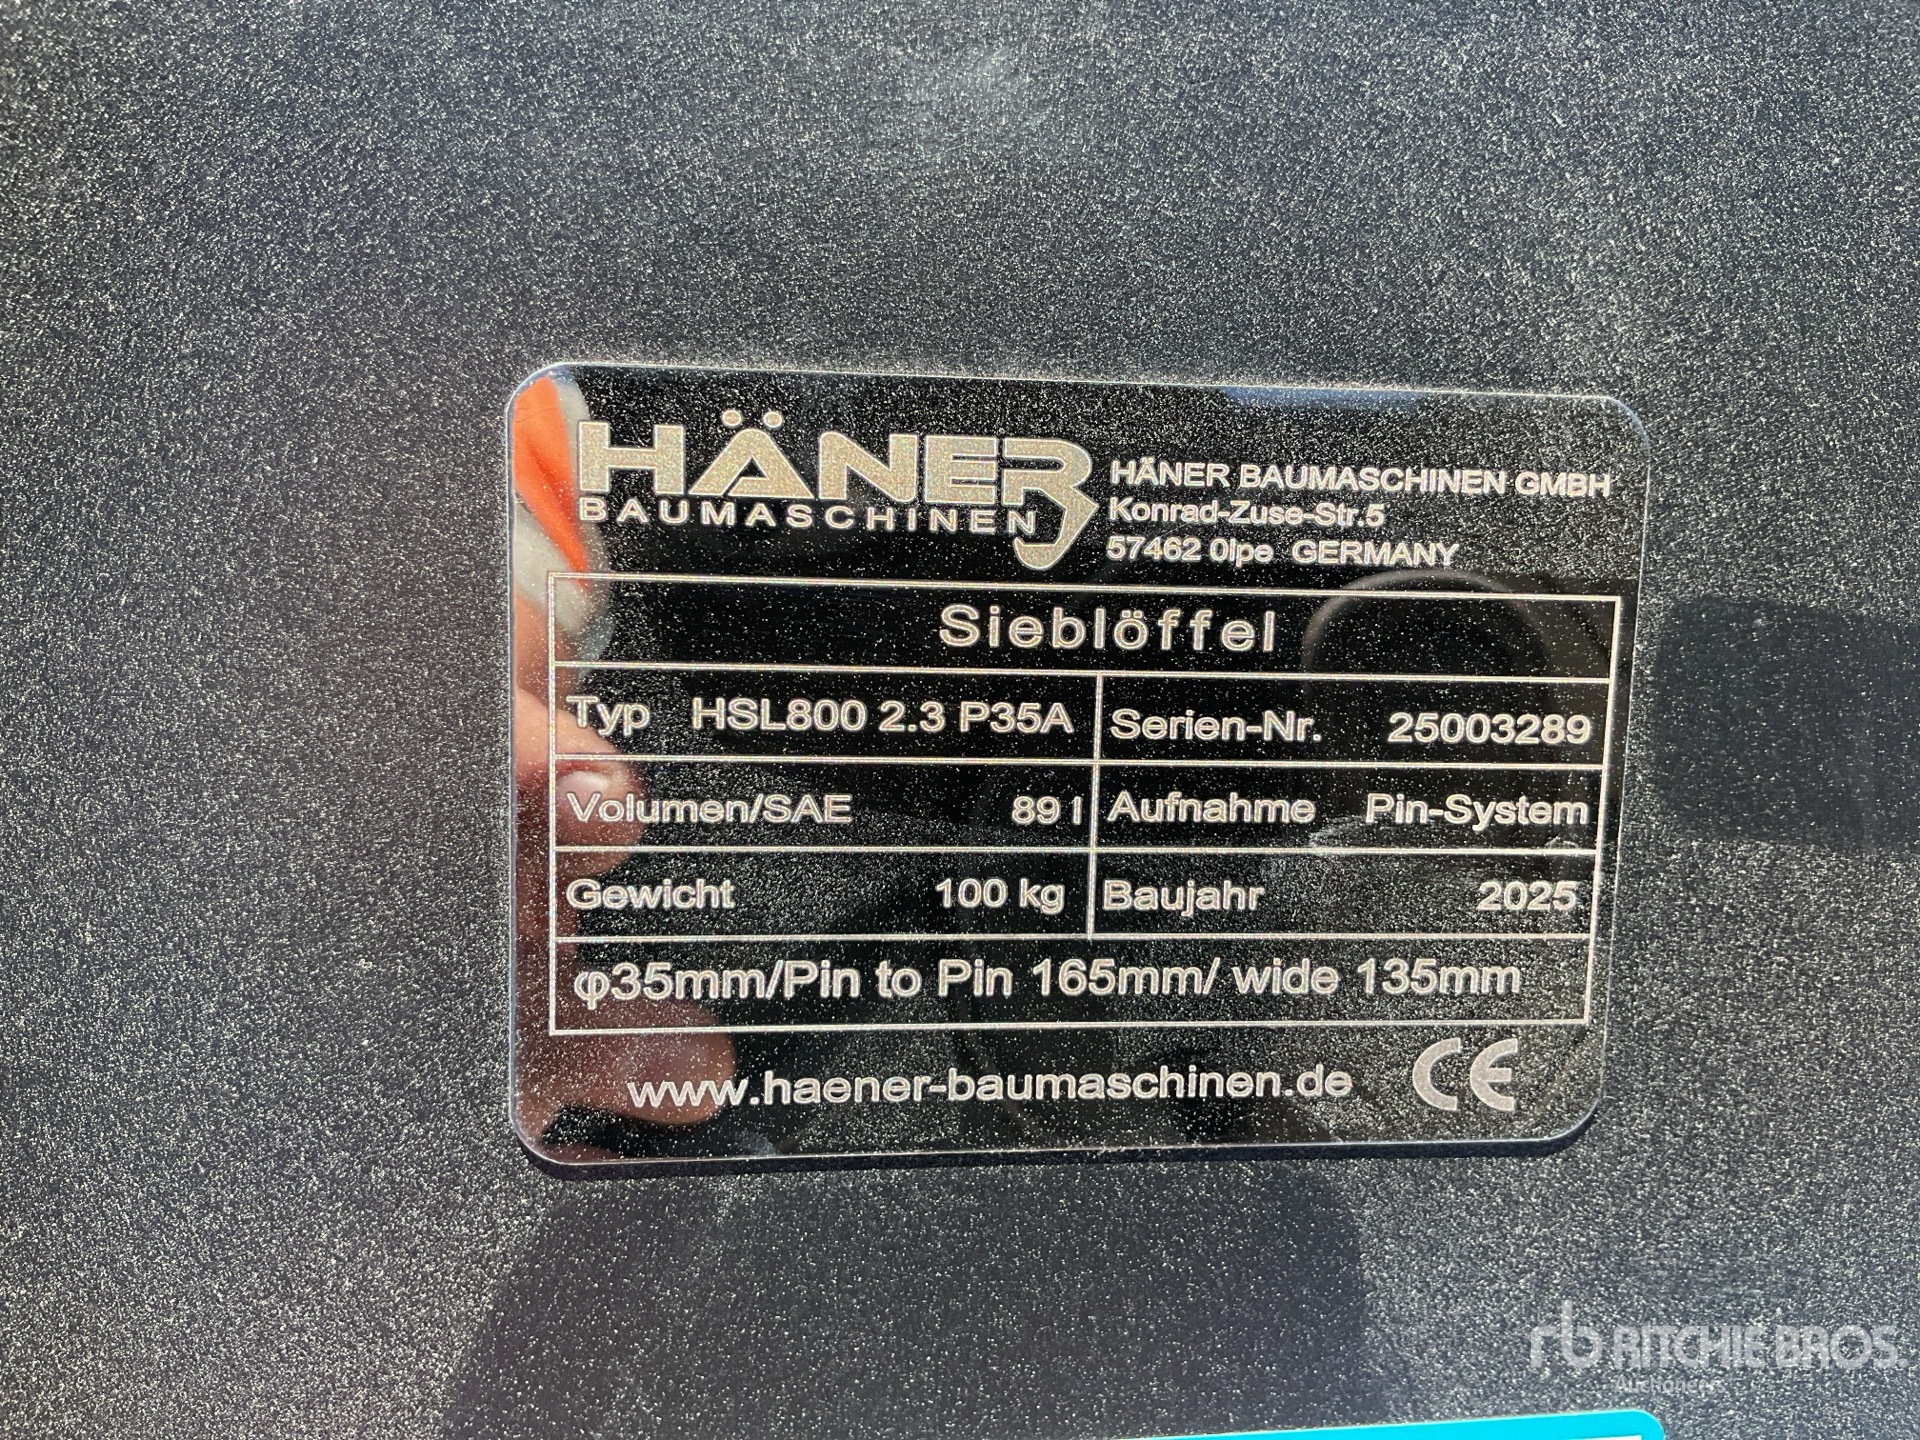 HÄNER
BAUMASCHINEN
HÄNER BAUMASCHINEN GMBH
Konrad-Zuse-Str.5
57462 Olpe GERMANY
Sieblöffel
Typ HSL800 2.3 P35A
Serien-Nr. 25003289
Volumen/SAE 89 l
Aufnahme Pin-System
Gewicht 100 kg
Baujahr 2025
φ35mm/Pin to Pin 165mm/ wide 135mm
www.haener-baumaschinen.de
CE
rb RITCHIE BROS.
Auctioneers